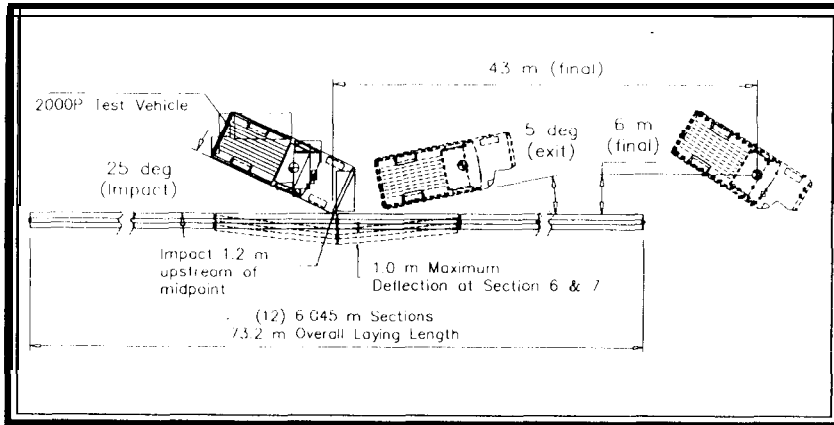 43 m (final)
2000P Test Vehicle
5 deg
(exit)
6 m
(final)
25 deg
(Impact)
Impact 1.2 m
upstream of
midpoint
1.0 m Maximum
Deflection at Section 6 & 7
(12) 6.045 m Sections
73.2 m Overall Laying Length